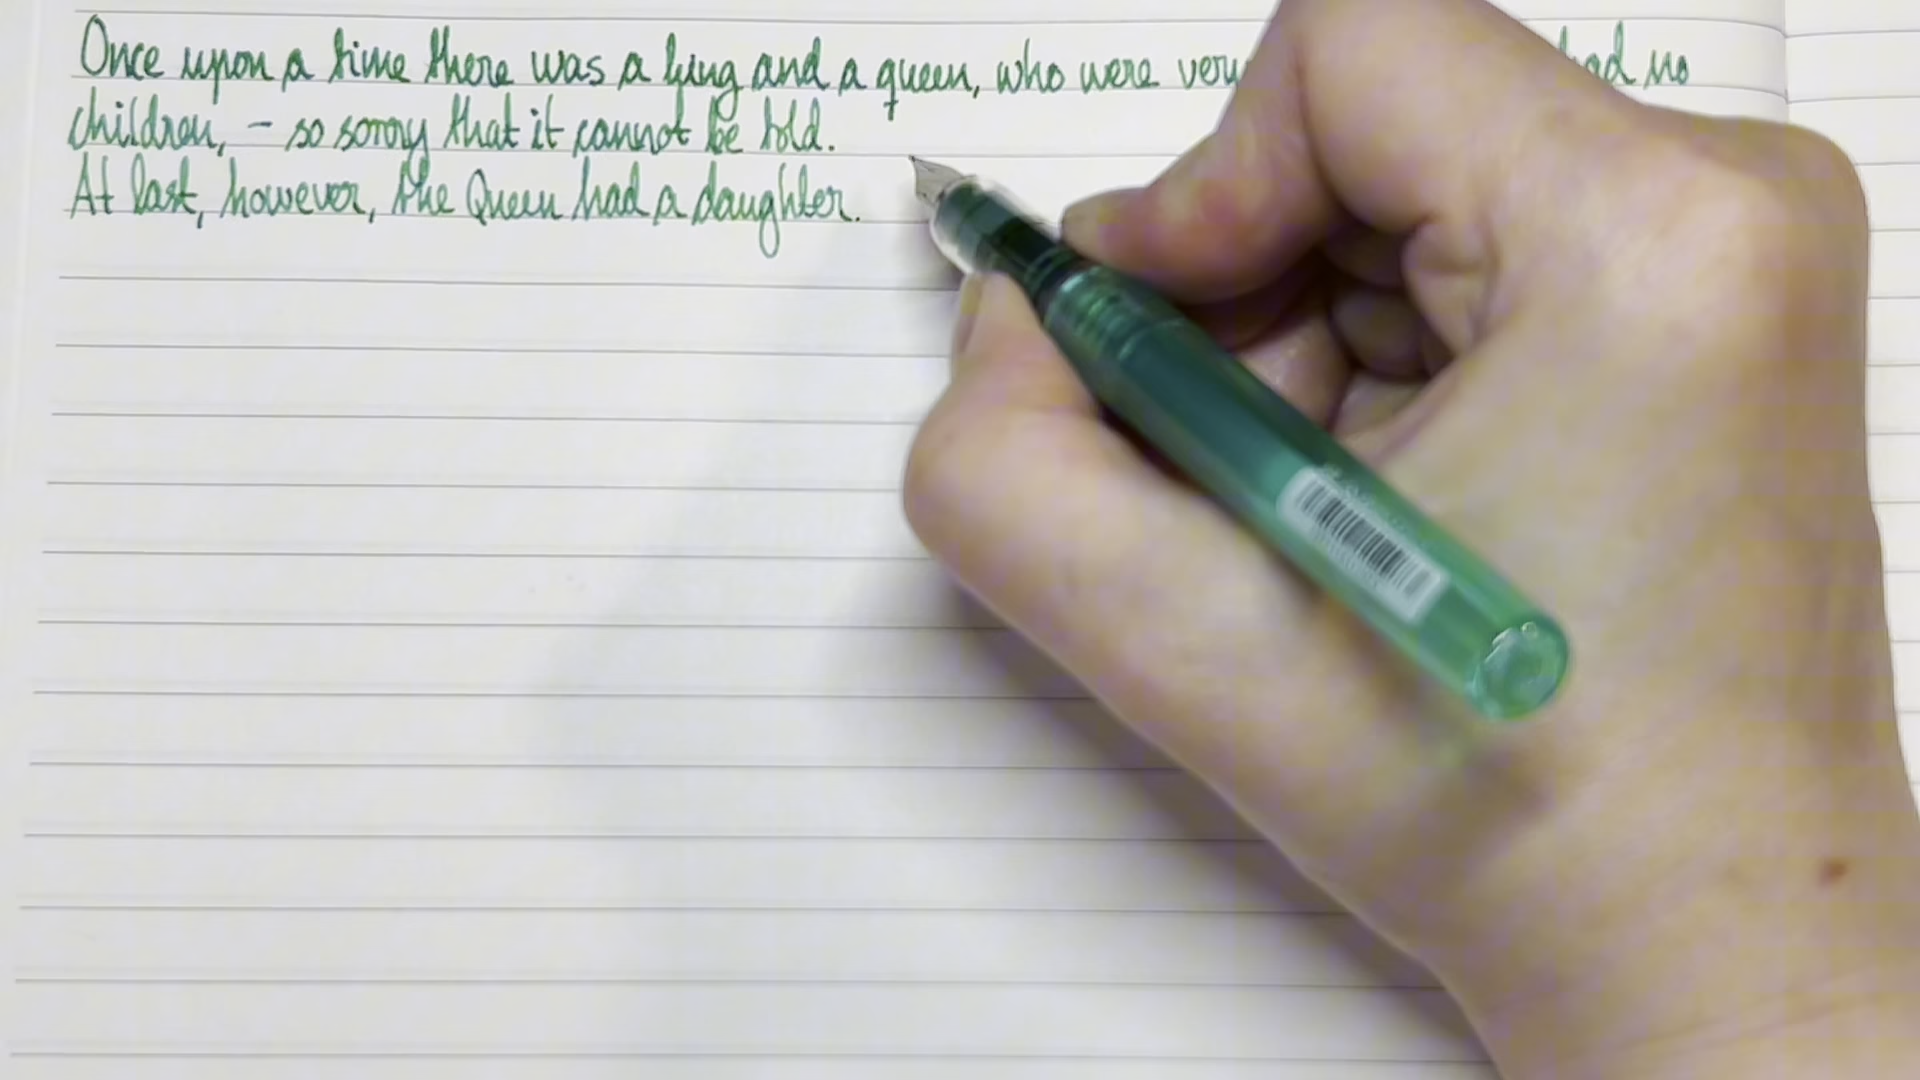 Once upon a time there was a king and a queen, who were very had no
children, – so sorry that it cannot be told.
At last, however, the Queen had a daughter.